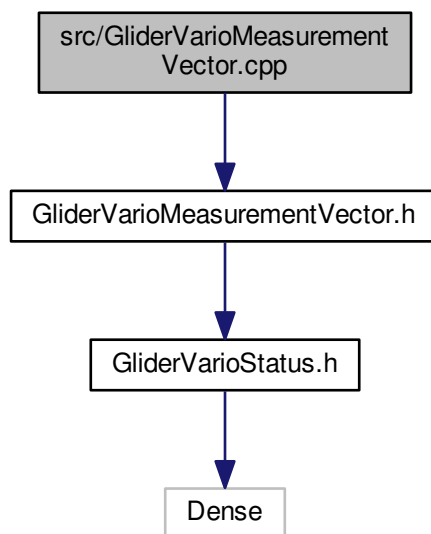 src/GliderVarioMeasurement
Vector.cpp
GliderVarioMeasurementVector.h
GliderVarioStatus.h
Dense